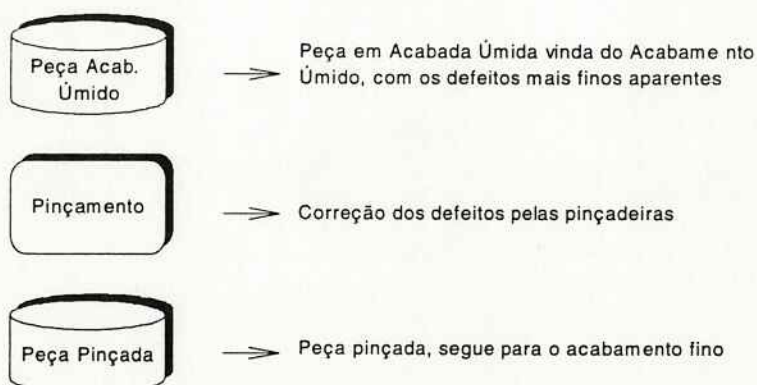 Peça Acab.
Úmido
Peça em Acabada Úmida vinda do Acabame nto
Úmido, com os defeitos mais finos aparentes
Pinçamento
Correção dos defeitos pelas pinçadeiras
Peça Pinçada
Peça pinçada, segue para o acabamento fino